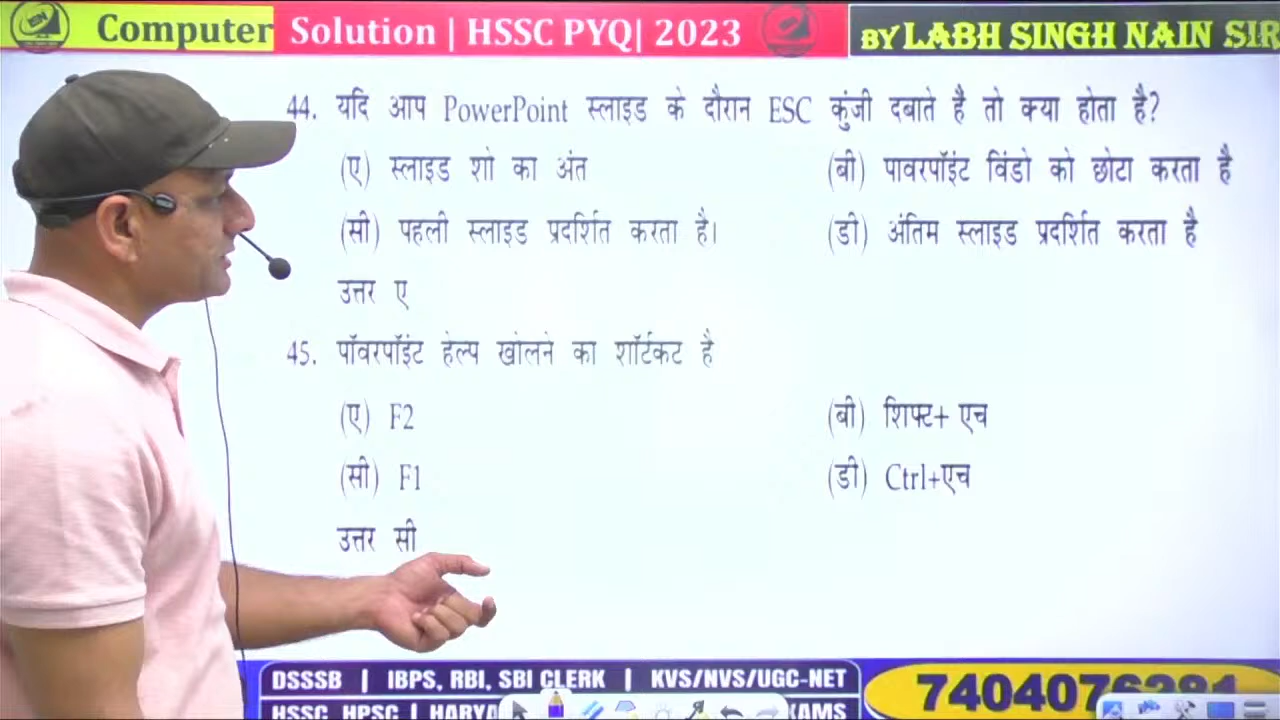 Computer Solution | HSSC PYQ| 2023
BY LABH SINGH NAIN SIR
44. यदि आप PowerPoint स्लाइड के दौरान ESC कुंजी दबाते है तो क्या होता है?
(ए) स्लाइड शो का अंत (बी) पावरपॉइंट विंडो को छोटा करता है
(सी) पहली स्लाइड प्रदर्शित करता है। (डी) अंतिम स्लाइड प्रदर्शित करता है
उत्तर ए
45. पॉवरपॉइंट हेल्प खोलने का शॉर्टकट है
(ए) F2 (बी) शिफ्ट+ एच
(सी) F1 (डी) Ctrl+एच
उत्तर सी
DSSSB | IBPS, RBI, SBI CLERK | KVS/NVS/UGC-NET
HSSC, HPSC | HARYA